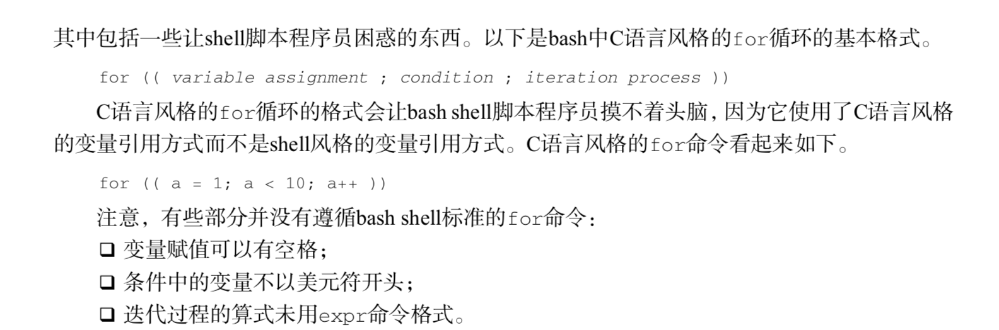 其中包括一些让shell脚本程序员困惑的东西。以下是bash中C语言风格的for循环的基本格式。
for (( variable assignment ; condition ; iteration process ))
C语言风格的for循环的格式会让bash shell脚本程序员摸不着头脑，因为它使用了C语言风格
的变量引用方式而不是shell风格的变量引用方式。C语言风格的for命令看起来如下。
for (( a = 1; a < 10; a++ ))
注意，有些部分并没有遵循bash shell标准的for命令：
❑ 变量赋值可以有空格；
❑ 条件中的变量不以美元符开头；
❑ 迭代过程的算式未用expr命令格式。